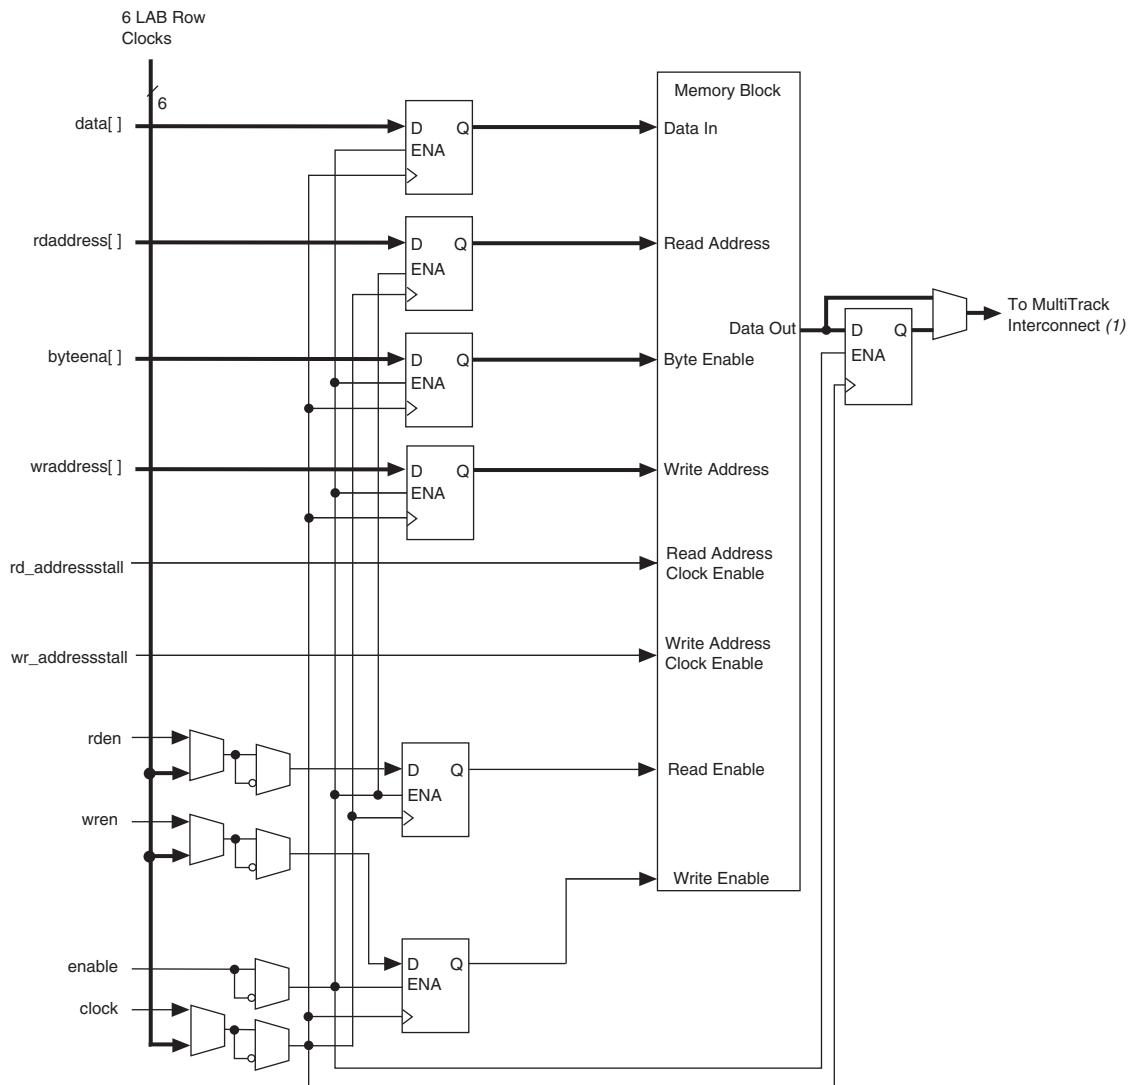 6 LAB Row
Clocks
6
data[ ]
D Q
ENA
Memory Block
Data In
rdaddress[ ]
D Q
ENA
Read Address
Data Out
D Q
ENA
To MultiTrack
Interconnect (1)
byteena[ ]
D Q
ENA
Byte Enable
wraddress[ ]
D Q
ENA
Write Address
rd_addressstall
Read Address
Clock Enable
wr_addressstall
Write Address
Clock Enable
rden
D Q
ENA
Read Enable
wren
Write Enable
enable
D Q
ENA
clock